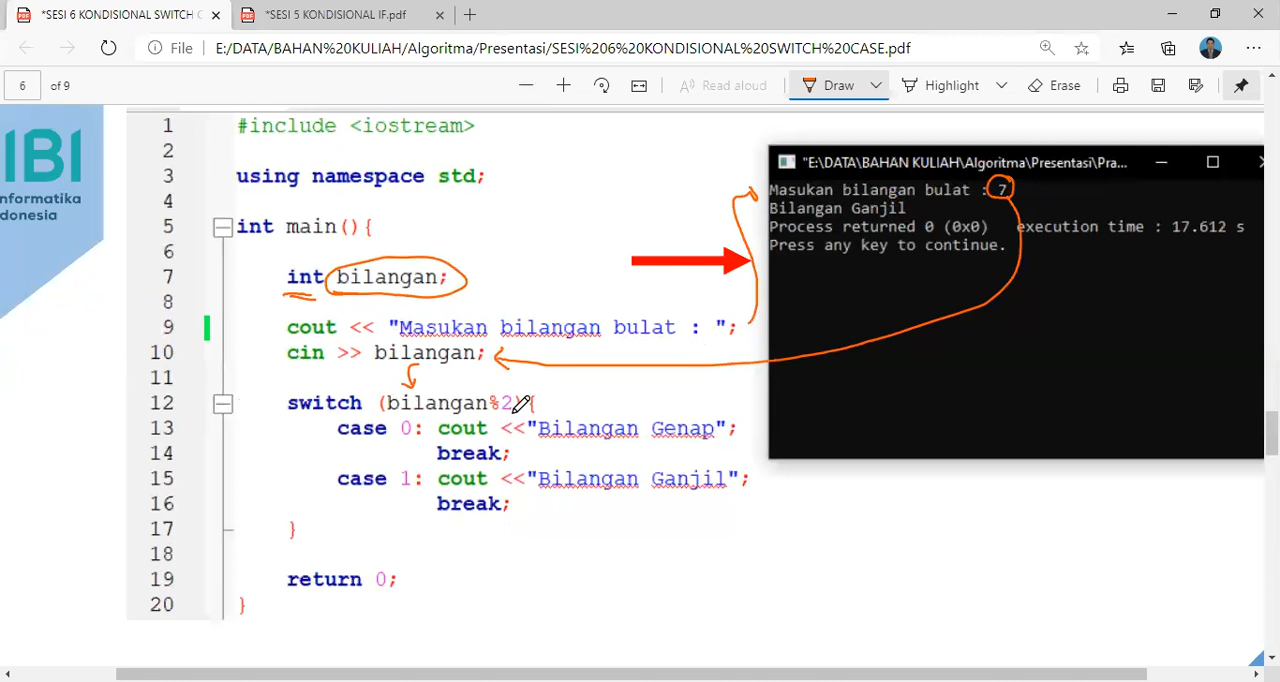 *SESI 6 KONDISIONAL SWITCH C
*SESI 5 KONDISIONAL IF.pdf
File
E:/DATA/BAHAN%20KULIAH/Algoritma/Presentasi/SESI%206%20KONDISIONAL%20SWITCH%20CASE.pdf
6 of 9
Read aloud
Draw
Highlight
Erase
IBI
nformatika
donesia
1 #include <iostream>
2
3 using namespace std;
4
5 int main(){
6
7 int bilangan;
8
9 cout << "Masukan bilangan bulat : ";
10 cin >> bilangan;
11
12 switch (bilangan%2){
13 case 0: cout <<"Bilangan Genap";
14 break;
15 case 1: cout <<"Bilangan Ganjil";
16 break;
17 }
18
19 return 0;
20 }
"E:\DATA\BAHAN KULIAH\Algoritma\Presentasi\Pra...
Masukan bilangan bulat : 7
Bilangan Ganjil
Process returned 0 (0x0) execution time : 17.612 s
Press any key to continue.